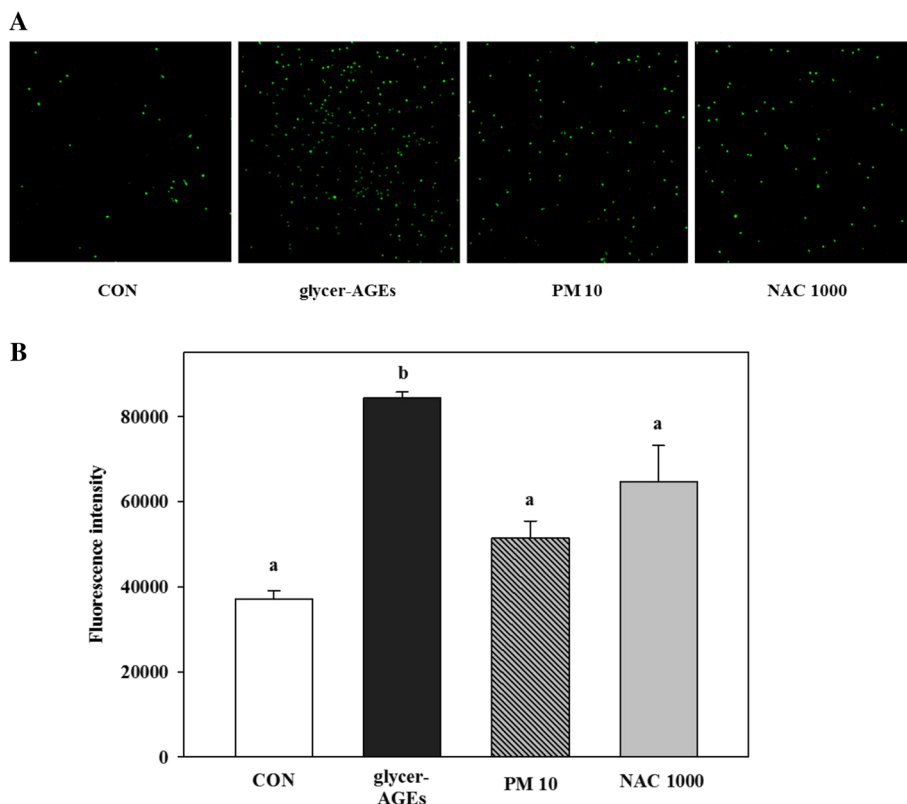 A
CON glycer-AGEs PM 10 NAC 1000
B
Fluorescence intensity
80000
60000
40000
20000
0
a
b
a
a
CON glycer-AGEs PM 10 NAC 1000